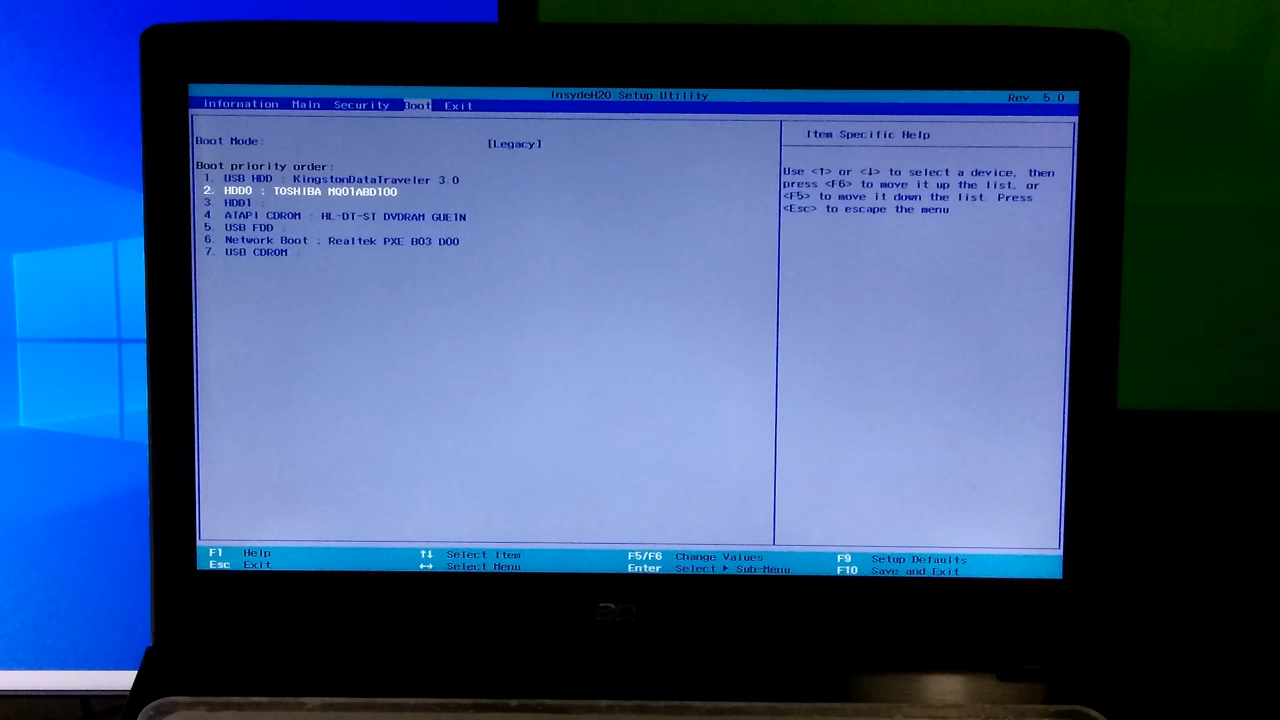 InsydeH2O Setup Utility Rev. 5.0
Information Main Security Boot Exit
Boot Mode: [Legacy]
Boot priority order:
1. USB HDD : KingstonDataTraveler 3.0
2. HDD0 : TOSHIBA MQ01ABD100
3. HDD1 :
4. ATAPI CDROM : HL-DT-ST DVDRAM GUE1N
5. USB FDD :
6. Network Boot : Realtek PXE B03 D00
7. USB CDROM :
Item Specific Help
Use <↑> or <↓> to select a device, then
press <F6> to move it up the list, or
<F5> to move it down the list. Press
<Esc> to escape the menu
F1 Help ↑↓ Select Item F5/F6 Change Values F9 Setup Defaults
Esc Exit ←→ Select Menu Enter Select ▶ Sub-Menu F10 Save and Exit
acer